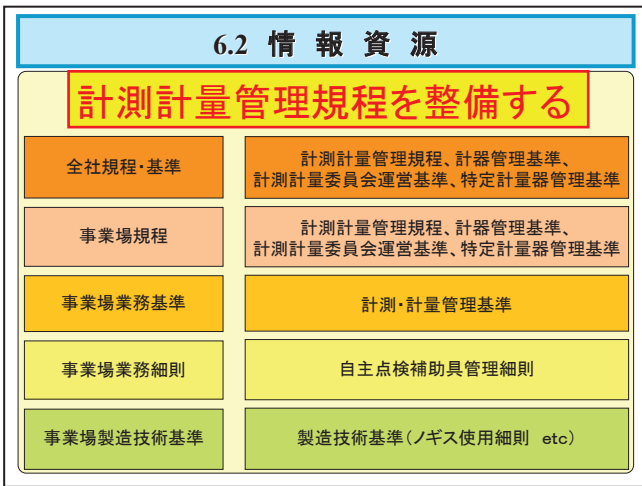 6.2 情 報 資 源
計測計量管理規程を整備する
全社規程・基準
計測計量管理規程、計器管理基準、
計測計量委員会運営基準、特定計量器管理基準
事業場規程
計測計量管理規程、計器管理基準、
計測計量委員会運営基準、特定計量器管理基準
事業場業務基準
計測・計量管理基準
事業場業務細則
自主点検補助具管理細則
事業場製造技術基準
製造技術基準(ノギス使用細則 etc)